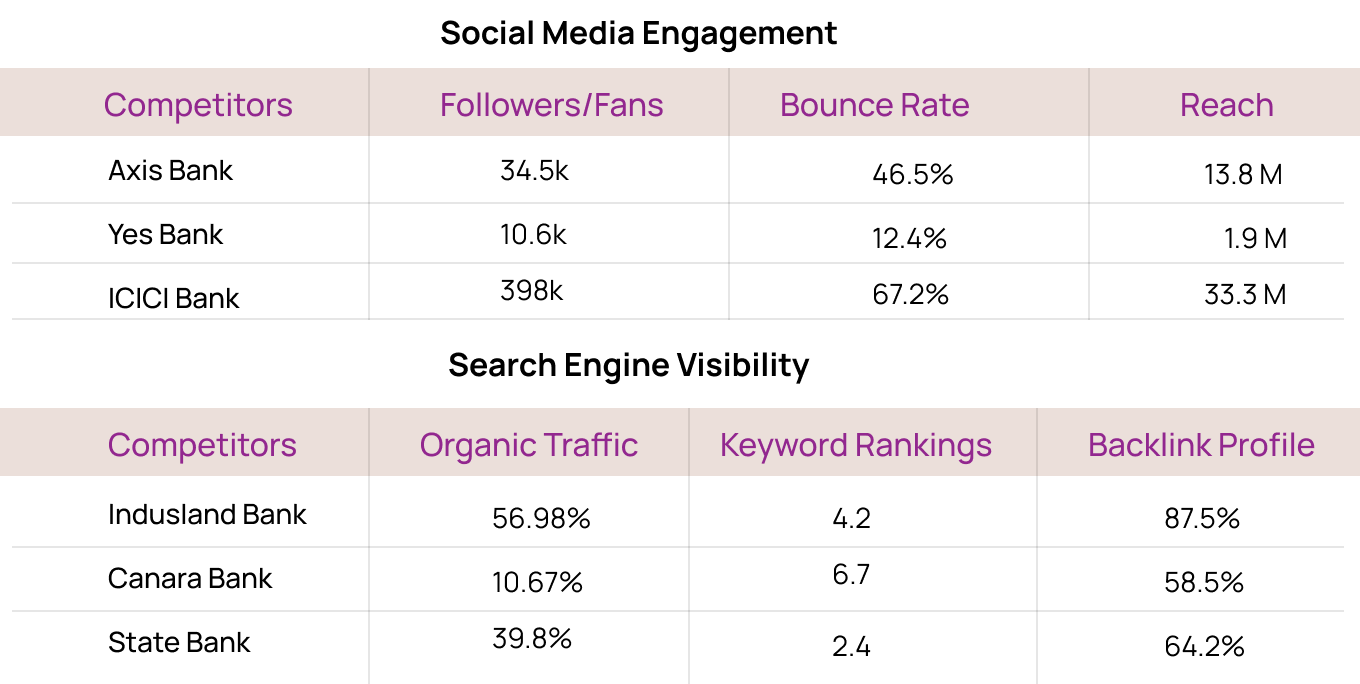 Social Media Engagement
Competitors Followers/Fans Bounce Rate Reach
Axis Bank 34.5k 46.5% 13.8 M
Yes Bank 10.6k 12.4% 1.9 M
ICICI Bank 398k 67.2% 33.3 M
Search Engine Visibility
Competitors Organic Traffic Keyword Rankings Backlink Profile
Indusland Bank 56.98% 4.2 87.5%
Canara Bank 10.67% 6.7 58.5%
State Bank 39.8% 2.4 64.2%